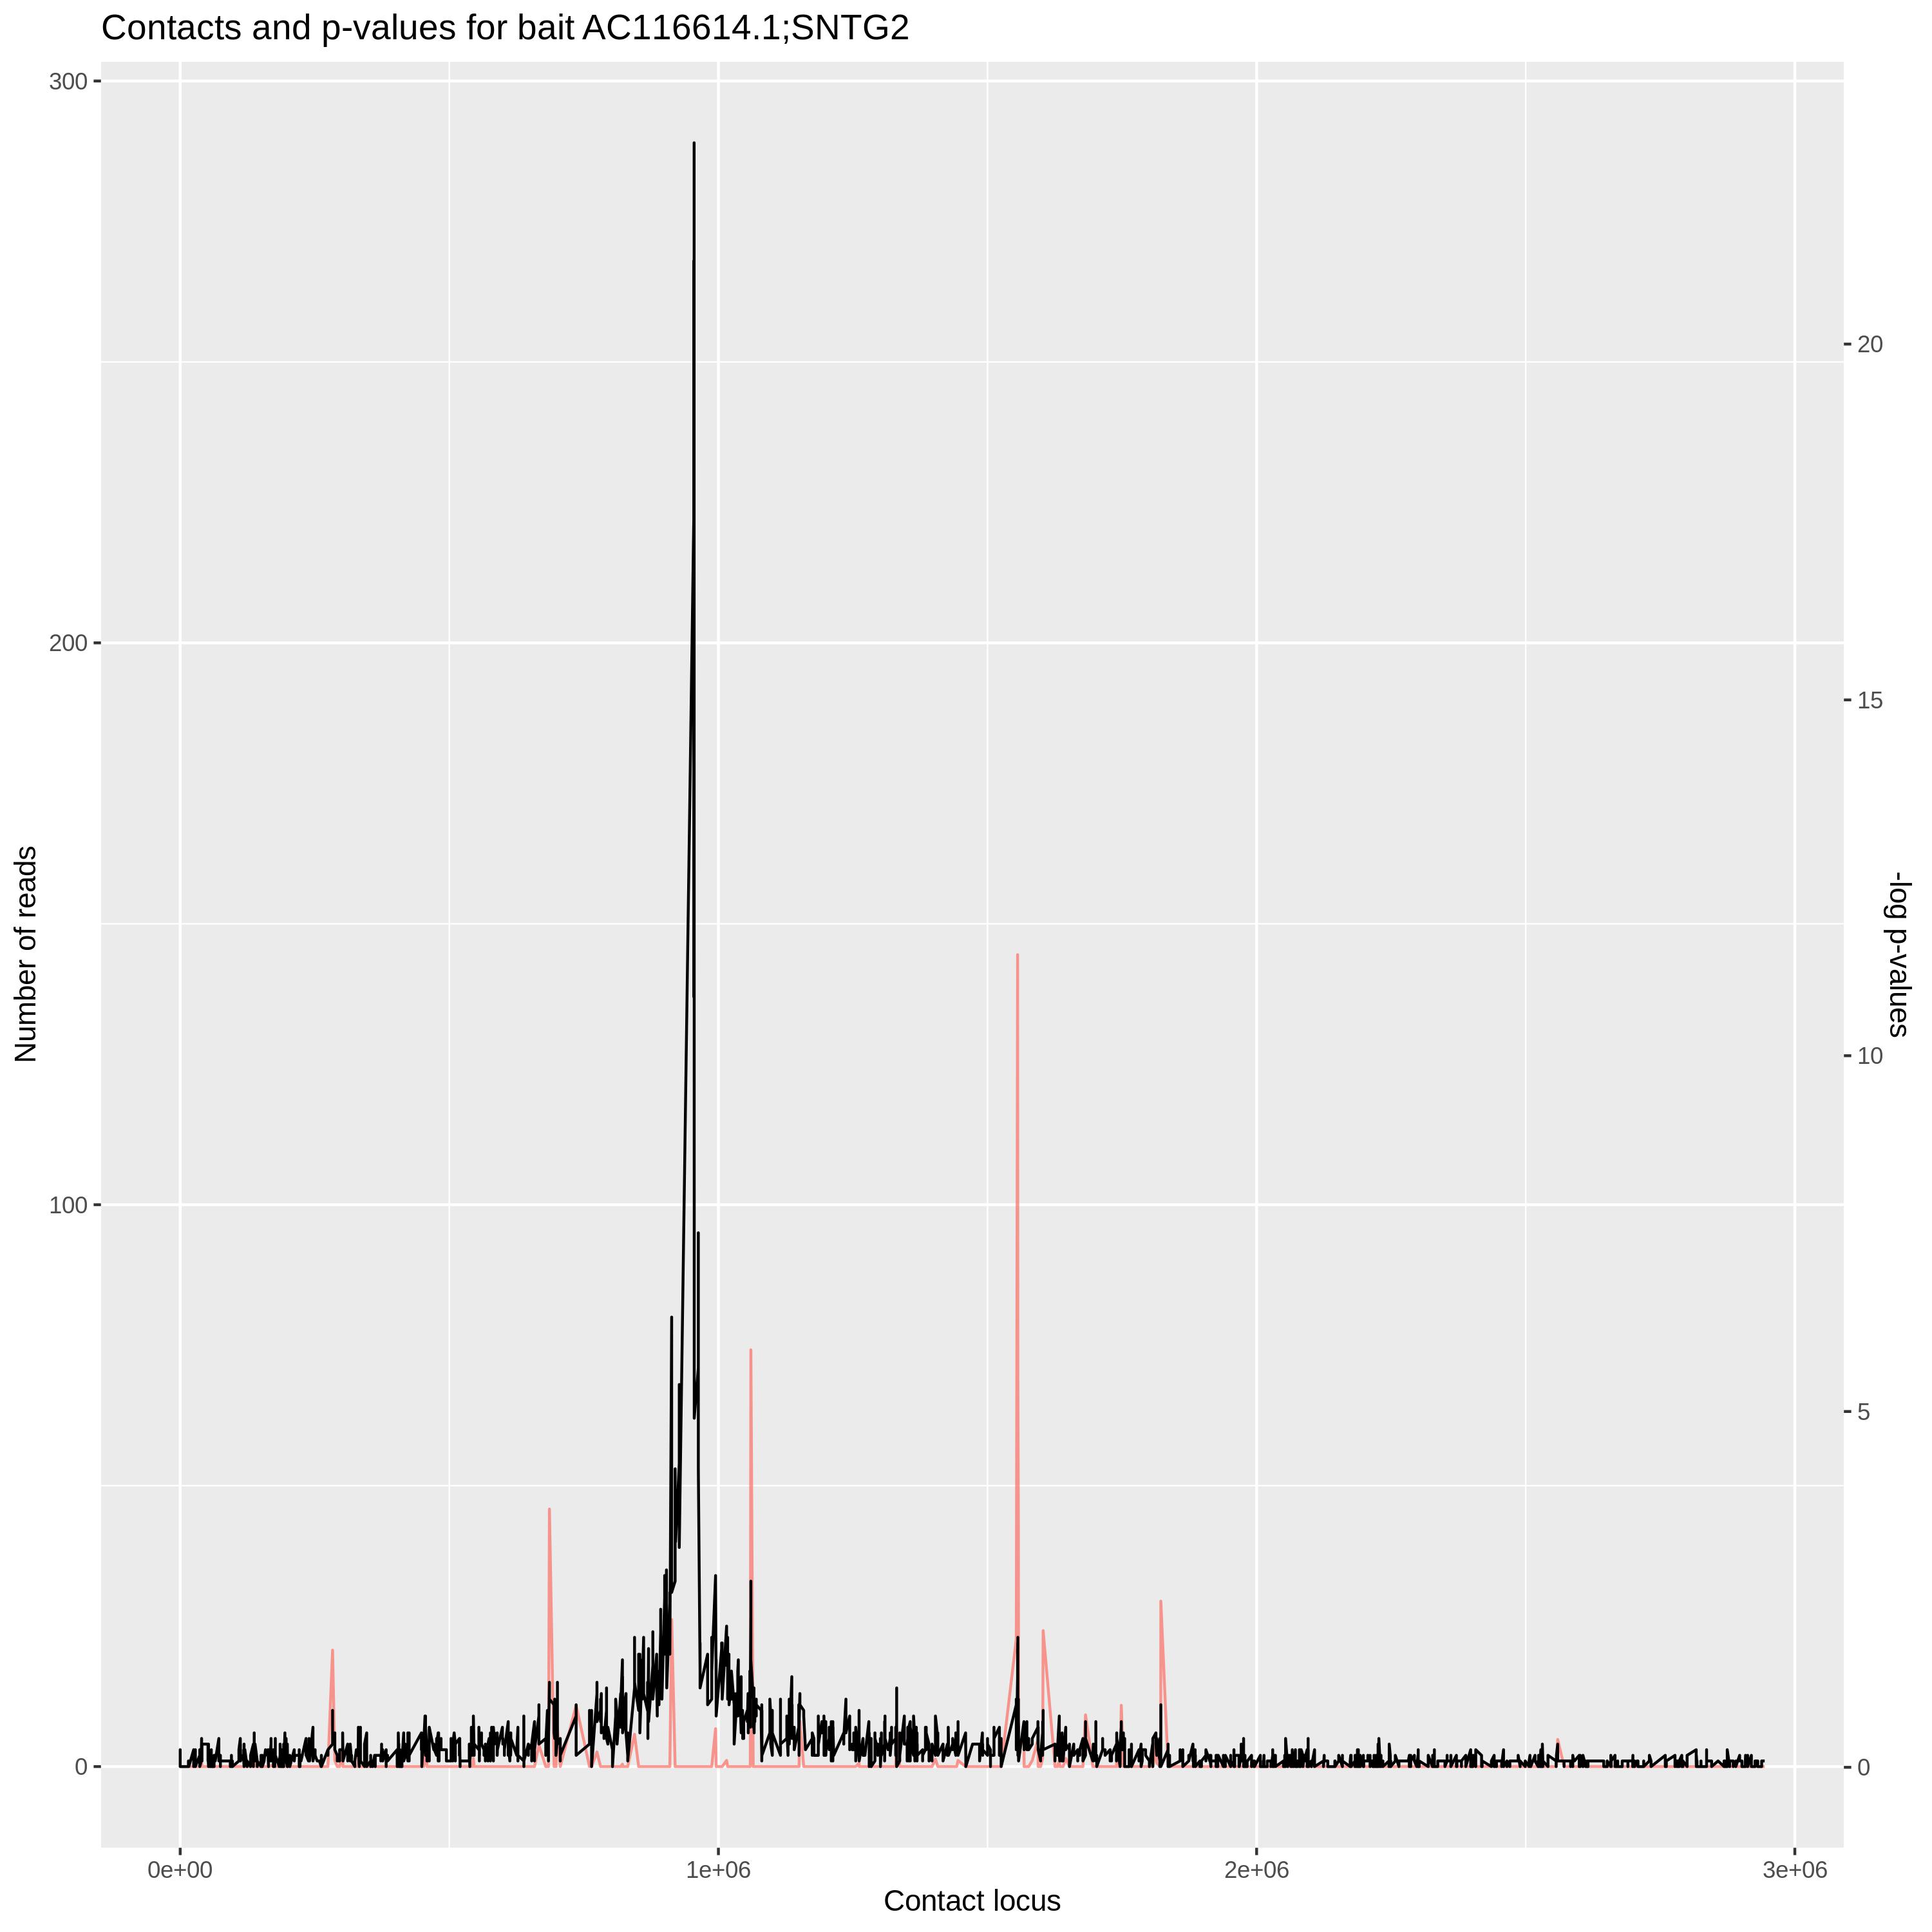 Contacts and p-values for bait AC116614.1;SNTG2
300
200
100
0
Number of reads
20
15
10
5
0
-log p-values
0e+00 1e+06 2e+06 3e+06
Contact locus